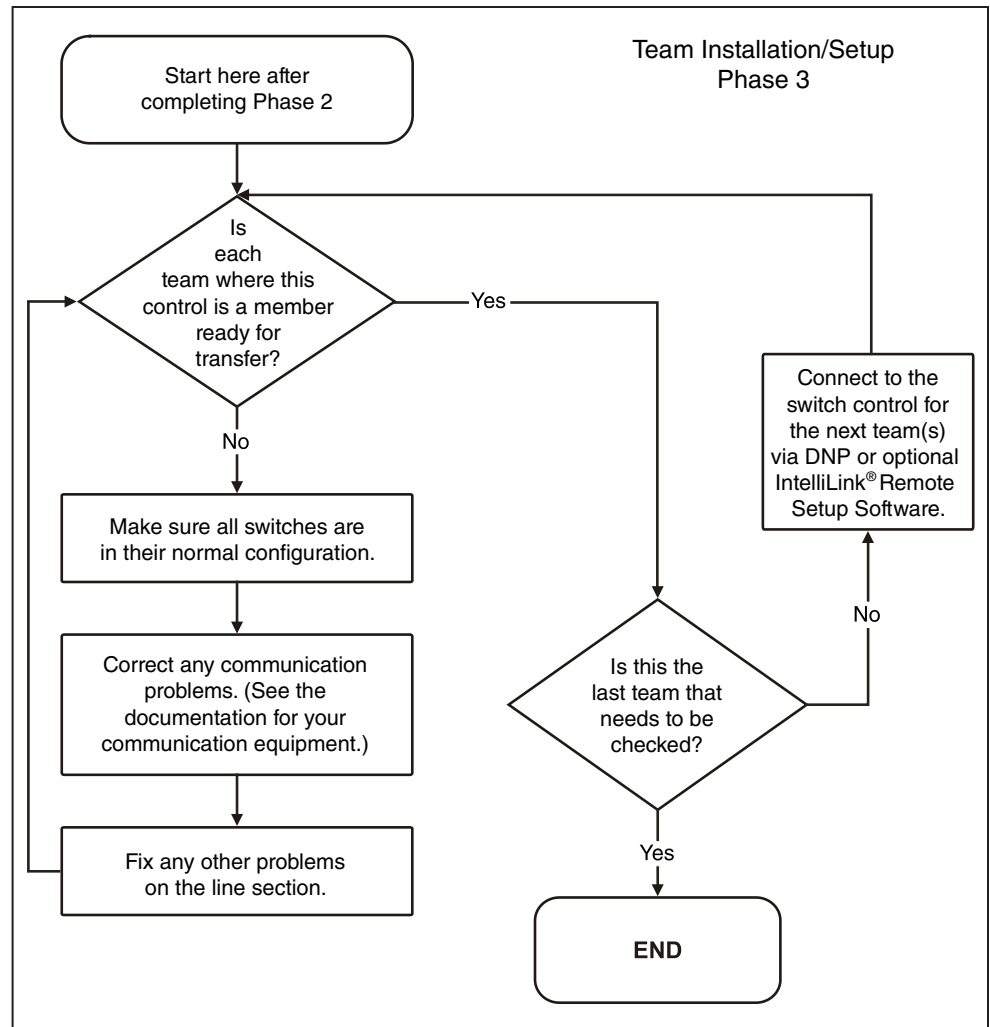 Team Installation/Setup
Phase 3
Start here after
completing Phase 2
Is
each
team where this
control is a member
ready for
transfer?
Yes
No
Make sure all switches are
in their normal configuration.
Correct any communication
problems. (See the
documentation for your
communication equipment.)
Fix any other problems
on the line section.
Connect to the
switch control for
the next team(s)
via DNP or optional
IntelliLink® Remote
Setup Software.
No
Is this the
last team that
needs to be
checked?
Yes
END